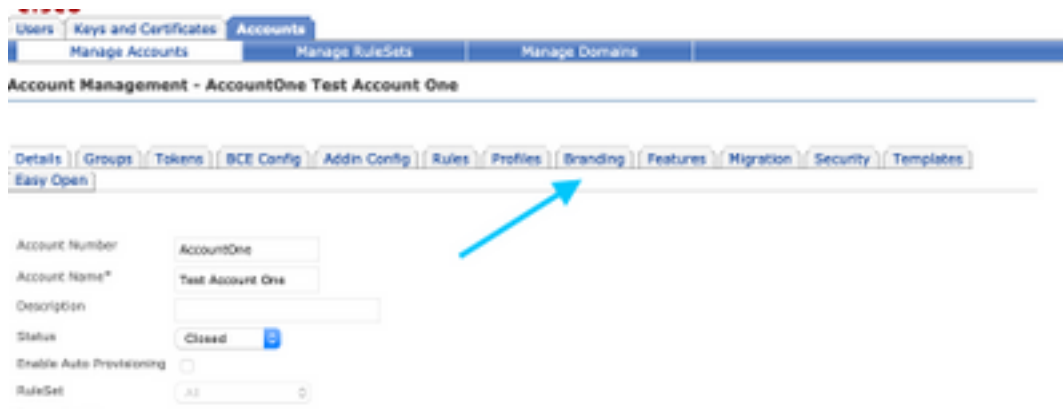 Users Keys and Certificates Accounts
Manage Accounts Manage RuleSets Manage Domains
Account Management - AccountOne Test Account One
Details Groups Tokens BCE Config Addin Config Rules Profiles Branding Features Migration Security Templates
Easy Open
Account Number AccountOne
Account Name* Test Account One
Description
Status Closed
Enable Auto Provisioning
RuleSet All